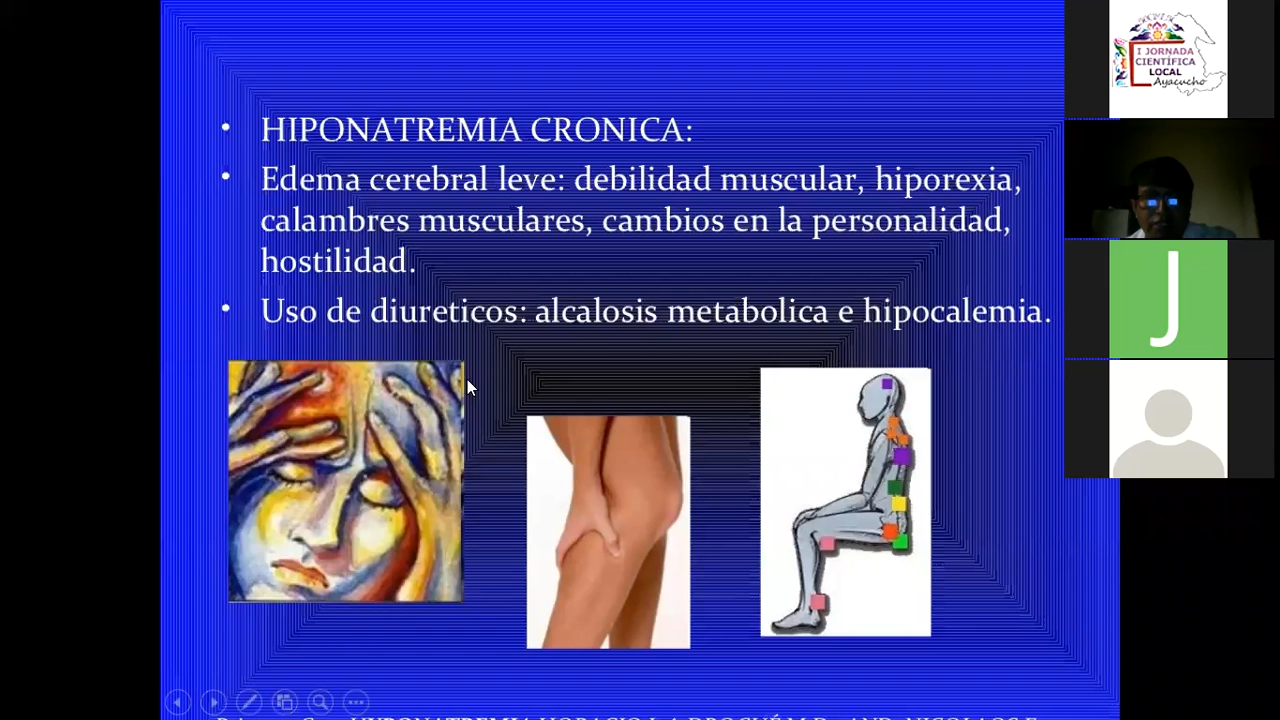 HIPONATREMIA CRONICA:
Edema cerebral leve: debilidad muscular, hiporexia,
calambres musculares, cambios en la personalidad,
hostilidad.
Uso de diureticos: alcalosis metabolica e hipocalemia.
I JORNADA
CIENTÍFICA
LOCAL
Ayacucho
J